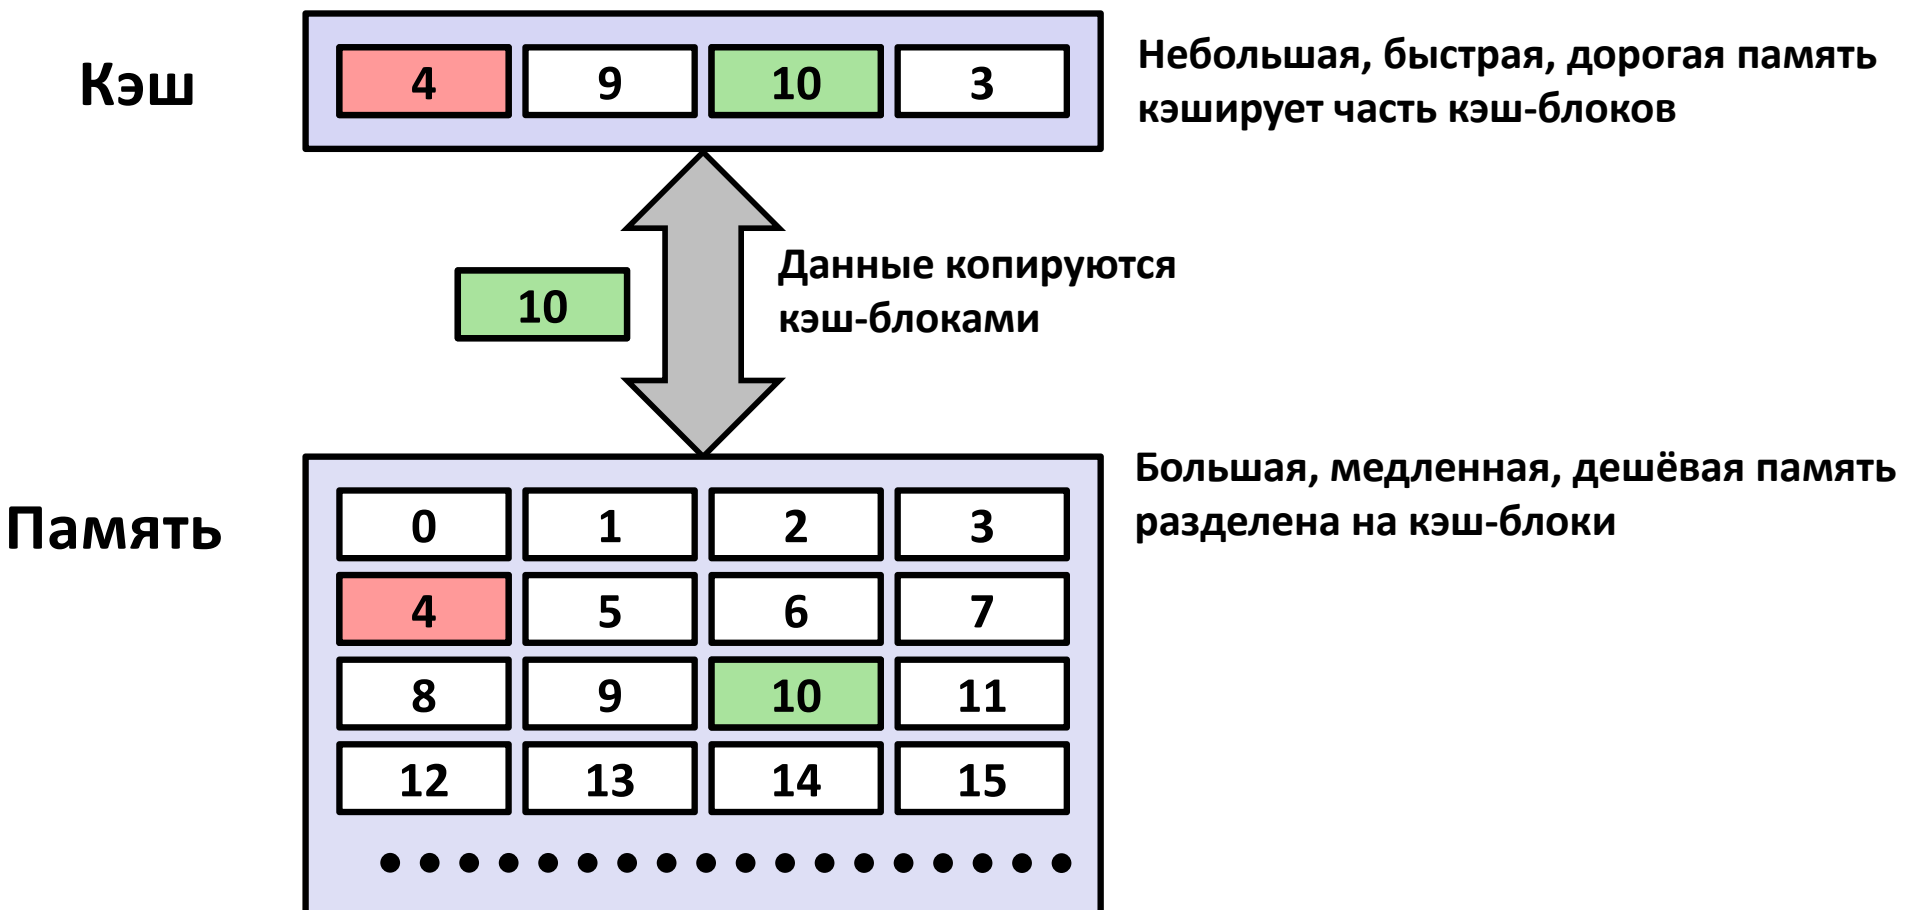 Кэш
4 9 10 3
Небольшая, быстрая, дорогая память
кэширует часть кэш-блоков
10
Данные копируются
кэш-блоками
Память
Большая, медленная, дешёвая память
разделена на кэш-блоки
0 1 2 3
4 5 6 7
8 9 10 11
12 13 14 15